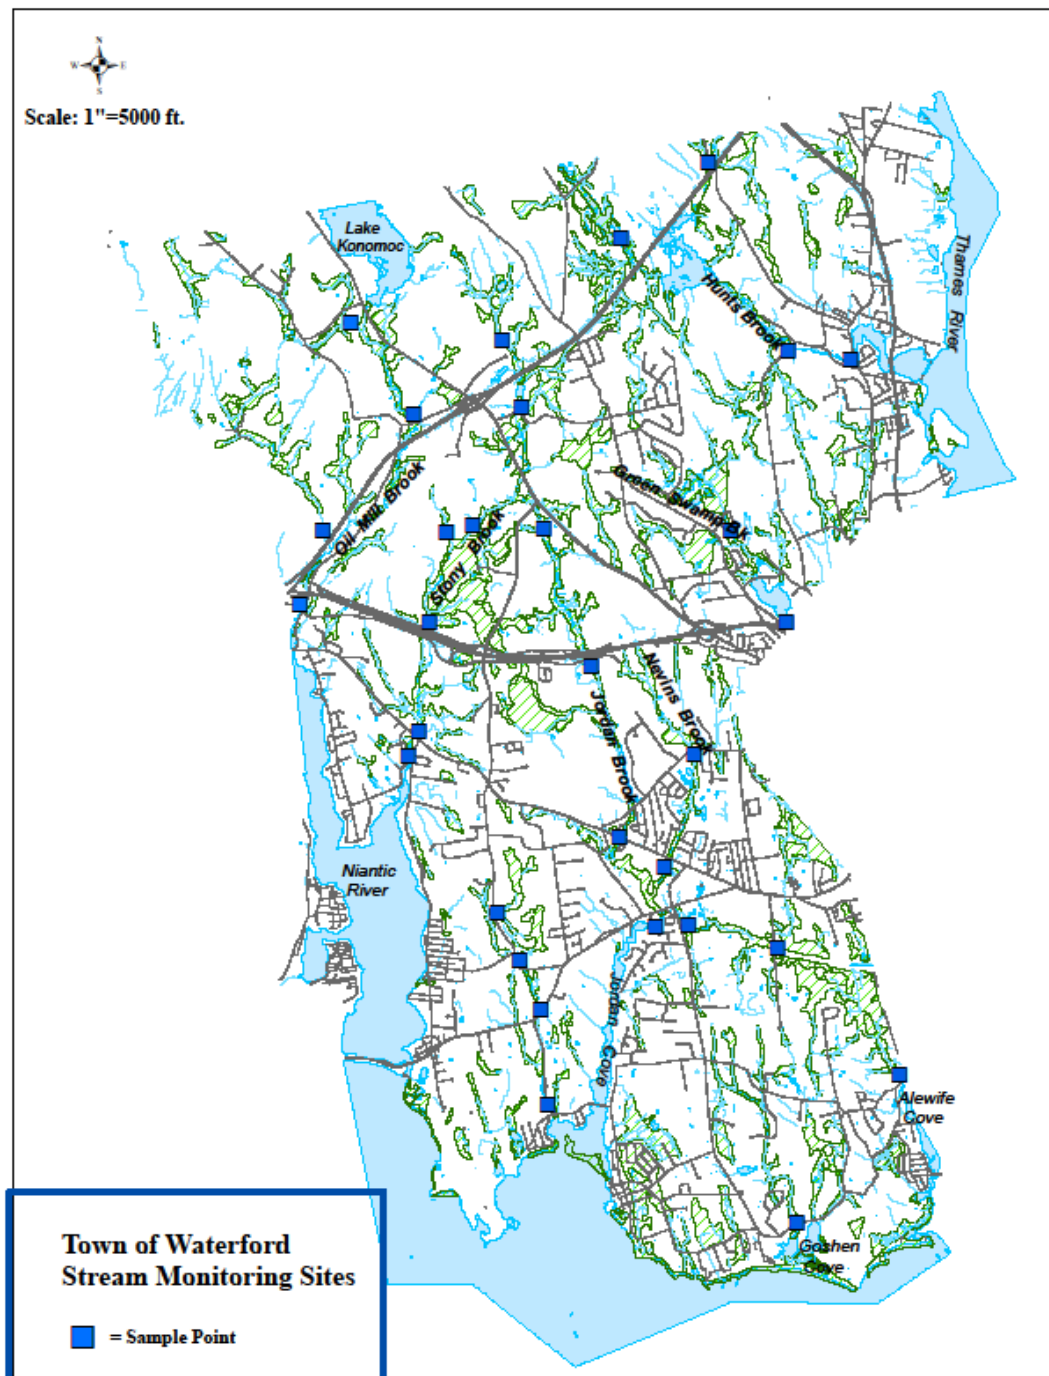 N
W E
S
Scale: 1"=5000 ft.
Lake
Konomoc
Thames River
Hunts Brook
Green Swamp Bk
Oil Mill Brook
Stony Brook
Nevins Brook
Jordan Brook
Niantic
River
Jordan Cove
Alewife
Cove
Goshen
Cove
Town of Waterford
Stream Monitoring Sites
= Sample Point